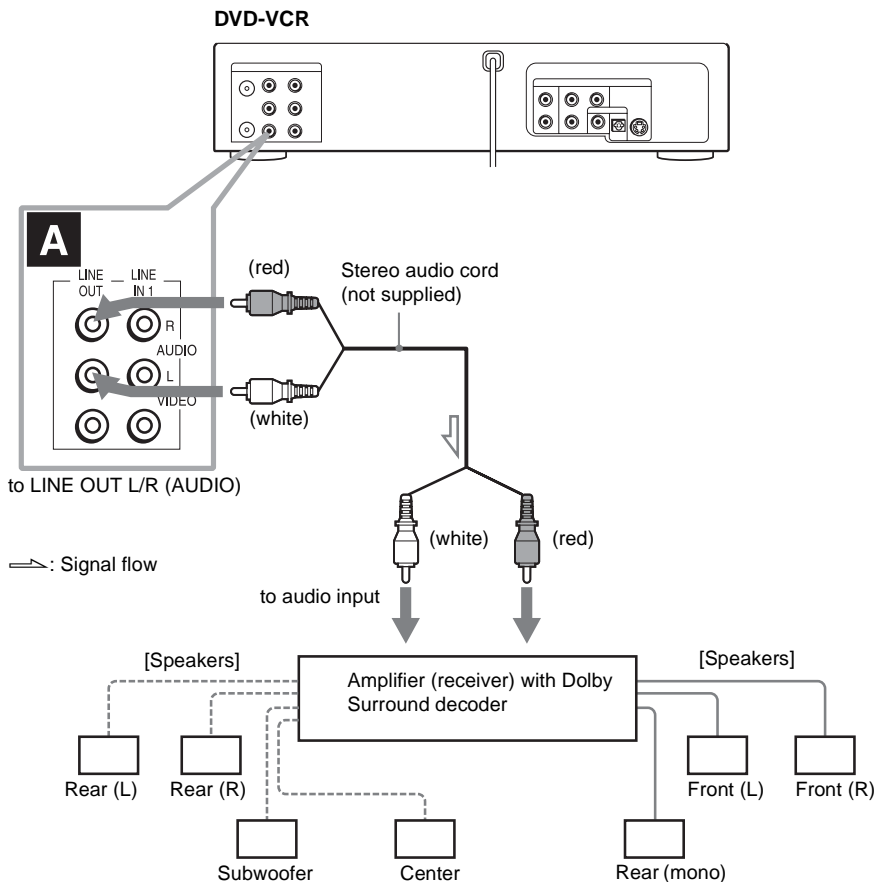 DVD-VCR
A
LINE OUT
LINE IN 1
R
AUDIO
L
VIDEO
(red)
Stereo audio cord
(not supplied)
(white)
to LINE OUT L/R (AUDIO)
(white)
(red)
: Signal flow
to audio input
[Speakers]
[Speakers]
Amplifier (receiver) with Dolby
Surround decoder
Rear (L)
Rear (R)
Front (L)
Front (R)
Subwoofer
Center
Rear (mono)